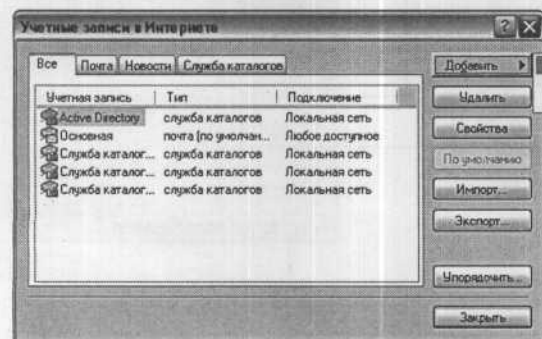 Учетные записи в Интернете
Все Почта Новости Служба каталогов
Учетная запись Тип Подключение
Active Directory служба каталогов Локальная сеть
Основная почта (по умолчан... Любое доступное
Служба каталог... служба каталогов Локальная сеть
Служба каталог... служба каталогов Локальная сеть
Служба каталог... служба каталогов Локальная сеть
Добавить
Удалить
Свойства
По умолчанию
Импорт...
Экспорт...
Упорядочить...
Закрыть